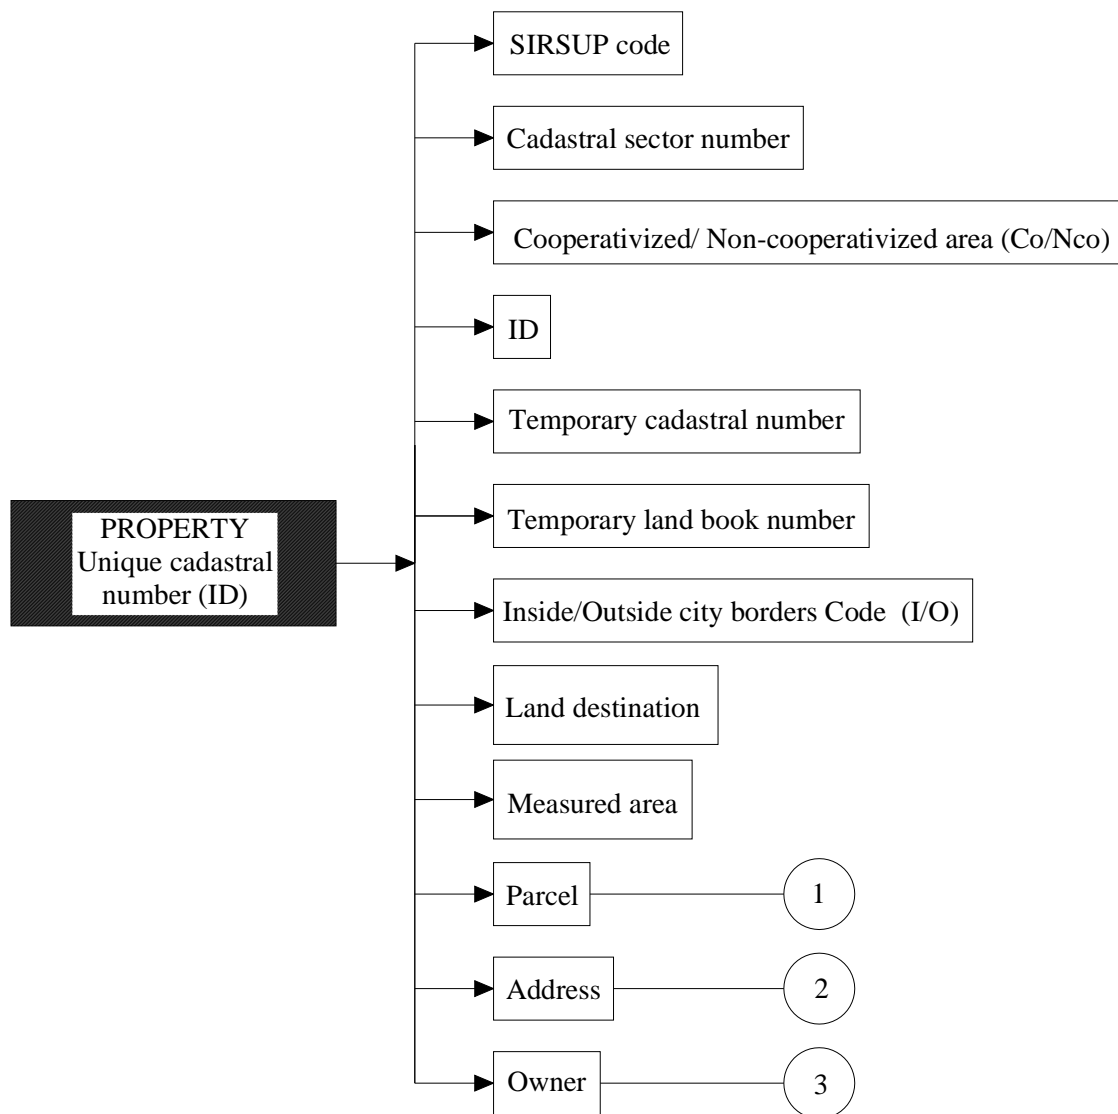 SIRSUP code
Cadastral sector number
Cooperativized/ Non-cooperativized area (Co/Nco)
ID
Temporary cadastral number
PROPERTY
Unique cadastral
number (ID)
Temporary land book number
Inside/Outside city borders Code (I/O)
Land destination
Measured area
Parcel
1
Address
2
Owner
3